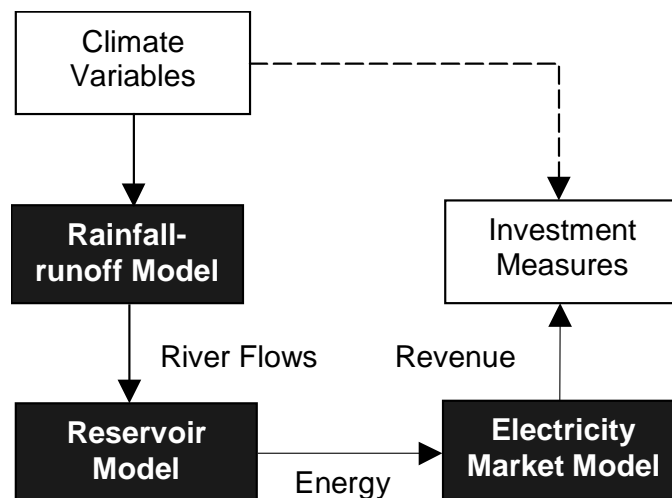 Climate
Variables
Rainfall-
runoff Model
Investment
Measures
River Flows
Revenue
Reservoir
Model
Energy
Electricity
Market Model